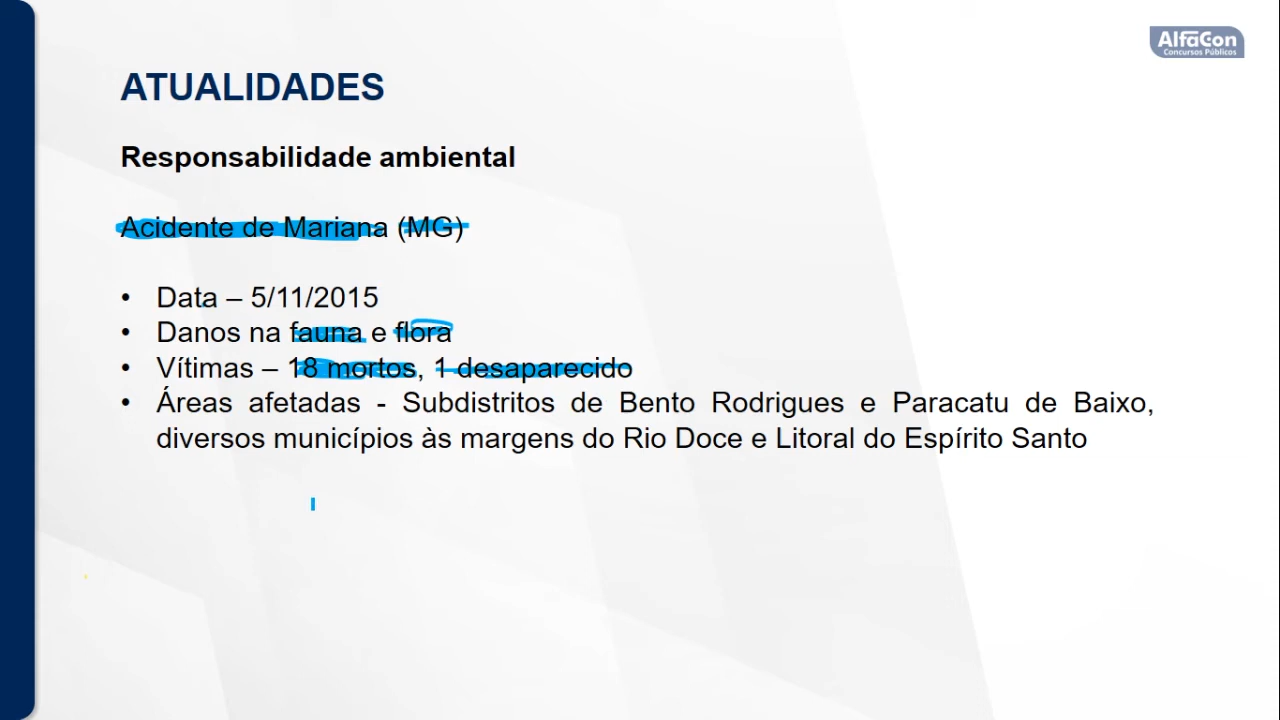 AlfaCon
Concursos Públicos
ATUALIDADES
Responsabilidade ambiental
Acidente de Mariana (MG)
• Data – 5/11/2015
• Danos na fauna e flora
• Vítimas – 18 mortos, 1 desaparecido
• Áreas afetadas - Subdistritos de Bento Rodrigues e Paracatu de Baixo,
diversos municípios às margens do Rio Doce e Litoral do Espírito Santo